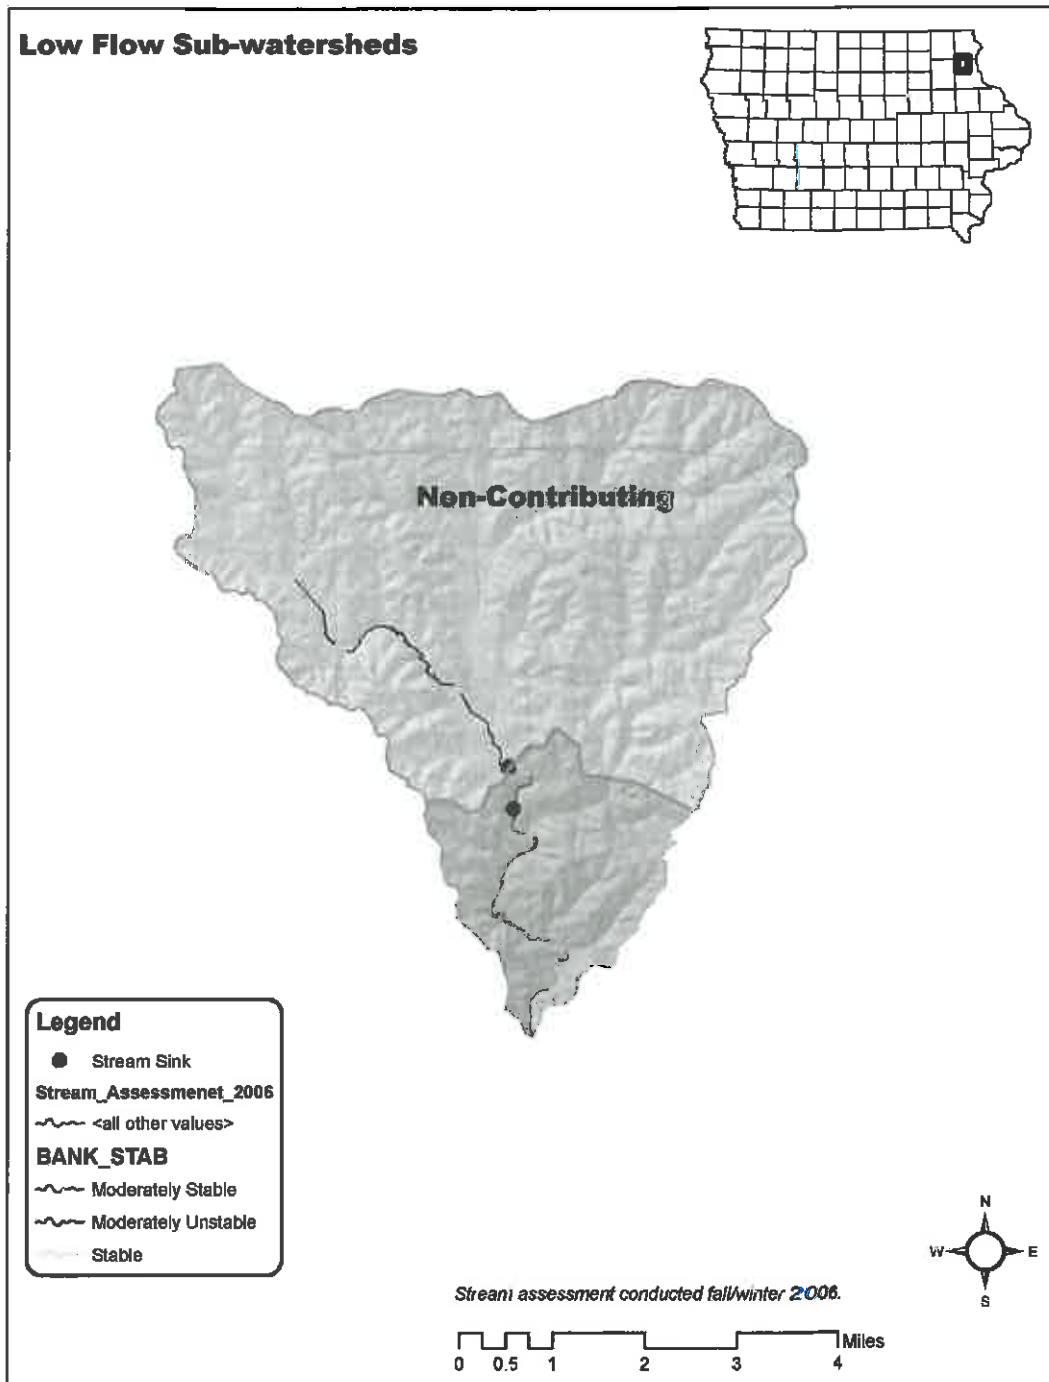 Low Flow Sub-watersheds
Non-Contributing
Legend
Stream Sink
Stream_Assessmenet_2006
<all other values>
BANK_STAB
Moderately Stable
Moderately Unstable
Stable
N
W E
S
Stream assessment conducted fall/winter 2006.
Miles
0 0.5 1 2 3 4